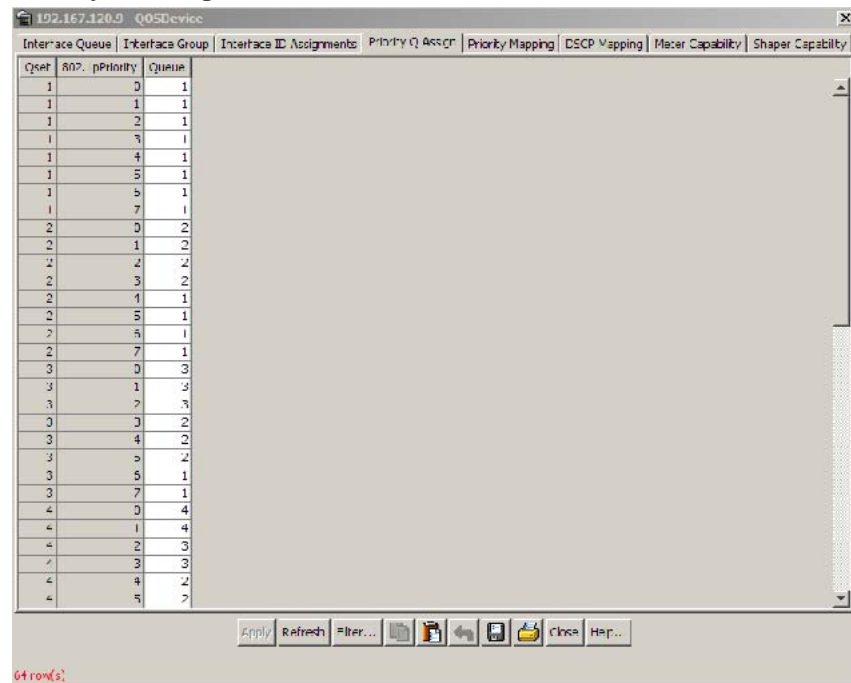 192.167.120.9 QOSDevice
Interface Queue Interface Group Interface ID Assignments Priority Q Assign Priority Mapping DSCP Mapping Meter Capability Shaper Capability
Qset 802.1pPriority Queue
1 0 1
1 1 1
1 2 1
1 3 1
1 4 1
1 5 1
1 6 1
1 7 1
2 0 2
2 1 2
2 2 2
2 3 2
2 4 1
2 5 1
2 6 1
2 7 1
3 0 3
3 1 3
3 2 3
3 3 2
3 4 2
3 5 2
3 6 1
3 7 1
4 0 4
4 1 4
4 2 3
4 3 3
4 4 2
4 5 2
Apply Refresh Filter... Close Help...
64 row(s)